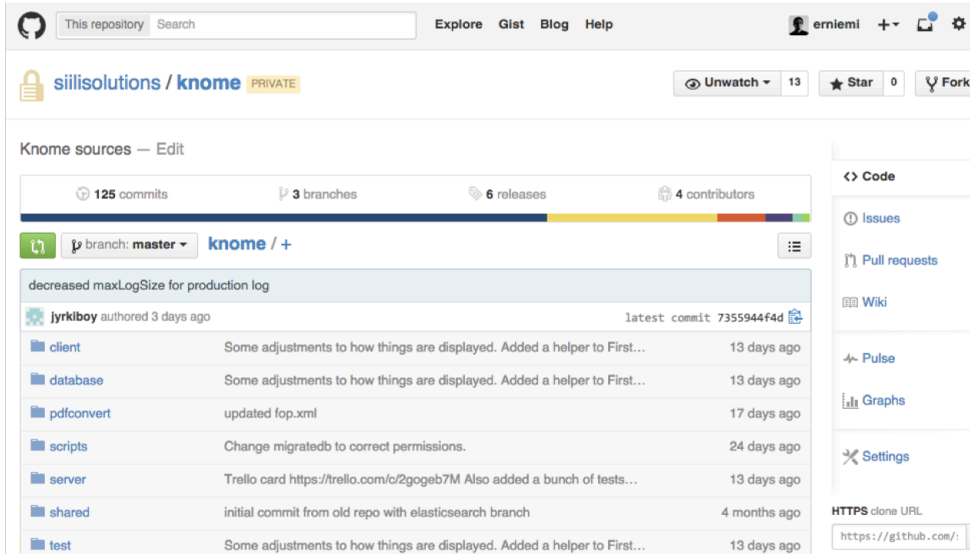 This repository Search Explore Gist Blog Help erniemi
siilisolutions / knome PRIVATE Unwatch 13 Star 0 Fork
Knome sources — Edit
125 commits 3 branches 6 releases 4 contributors
branch: master knome / +
decreased maxLogSize for production log
jyrkiboy authored 3 days ago latest commit 7355944f4d
client Some adjustments to how things are displayed. Added a helper to First… 13 days ago
database Some adjustments to how things are displayed. Added a helper to First… 13 days ago
pdfconvert updated fop.xml 17 days ago
scripts Change migratedb to correct permissions. 24 days ago
server Trello card https://trello.com/c/2gogeb7M Also added a bunch of tests… 13 days ago
shared initial commit from old repo with elasticsearch branch 4 months ago
test Some adjustments to how things are displayed. Added a helper to First… 13 days ago
Code
Issues
Pull requests
Wiki
Pulse
Graphs
Settings
HTTPS clone URL
https://github.com/